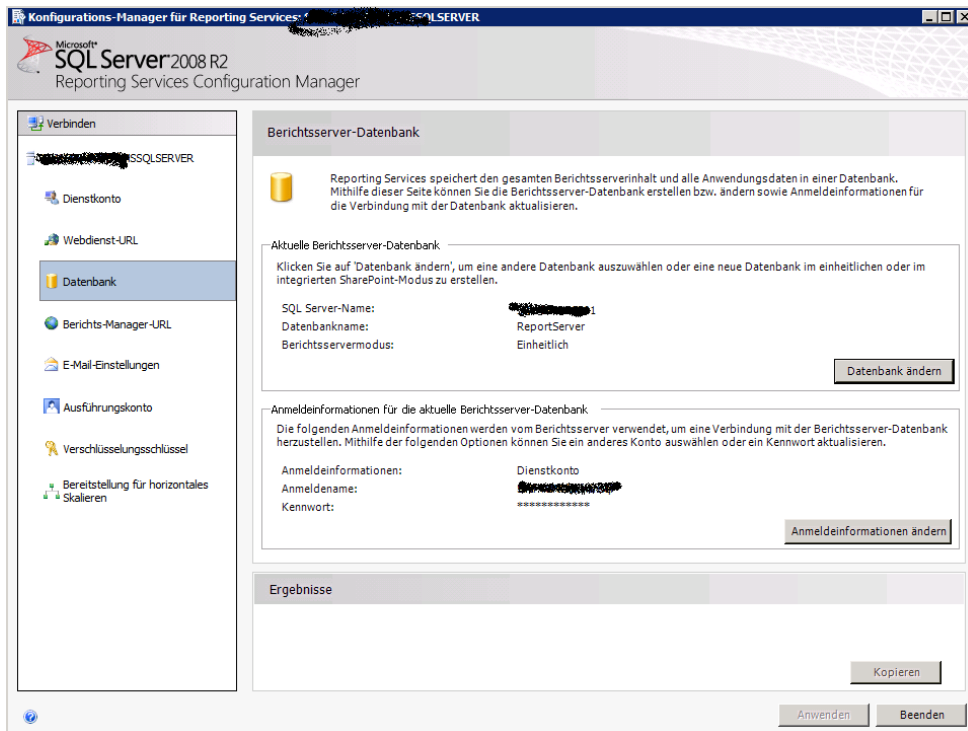 Konfigurations-Manager für Reporting Services: SQLSERVER
Microsoft
SQL Server 2008 R2
Reporting Services Configuration Manager
Verbinden
SSQLSERVER
Dienstkonto
Webdienst-URL
Datenbank
Berichts-Manager-URL
E-Mail-Einstellungen
Ausführungskonto
Verschlüsselungsschlüssel
Bereitstellung für horizontales
Skalieren
Berichtsserver-Datenbank
Reporting Services speichert den gesamten Berichtsserverinhalt und alle Anwendungsdaten in einer Datenbank.
Mithilfe dieser Seite können Sie die Berichtsserver-Datenbank erstellen bzw. ändern sowie Anmeldeinformationen für
die Verbindung mit der Datenbank aktualisieren.
Aktuelle Berichtsserver-Datenbank
Klicken Sie auf 'Datenbank ändern', um eine andere Datenbank auszuwählen oder eine neue Datenbank im einheitlichen oder im
integrierten SharePoint-Modus zu erstellen.
SQL Server-Name: 1
Datenbankname: ReportServer
Berichtsservermodus: Einheitlich
Datenbank ändern
Anmeldeinformationen für die aktuelle Berichtsserver-Datenbank
Die folgenden Anmeldeinformationen werden vom Berichtsserver verwendet, um eine Verbindung mit der Berichtsserver-Datenbank
herzustellen. Mithilfe der folgenden Optionen können Sie ein anderes Konto auswählen oder ein Kennwort aktualisieren.
Anmeldeinformationen: Dienstkonto
Anmeldename:
Kennwort: ************
Anmeldeinformationen ändern
Ergebnisse
Kopieren
Anwenden
Beenden